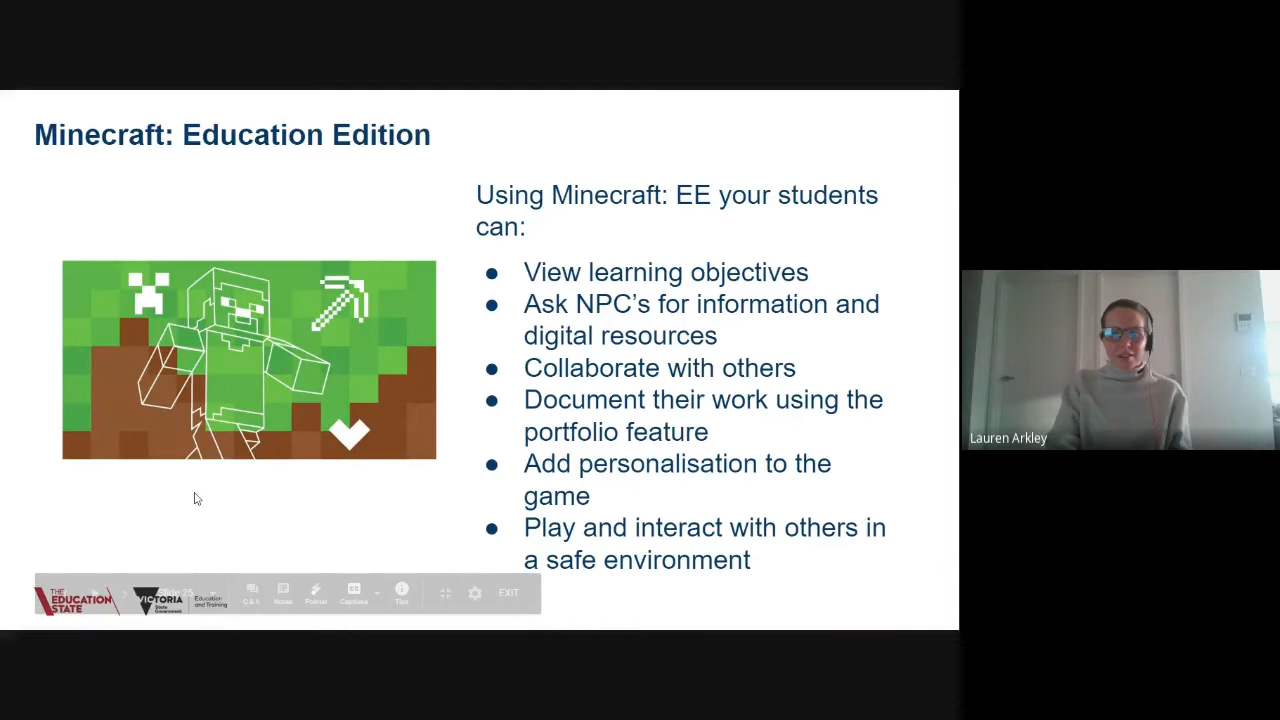 Minecraft: Education Edition
Using Minecraft: EE your students
can:
● View learning objectives
● Ask NPC’s for information and
digital resources
● Collaborate with others
● Document their work using the
portfolio feature
● Add personalisation to the
game
● Play and interact with others in
a safe environment
Lauren Arkley
THE
EDUCATION
STATE
VICTORIA
State
Government
Education
and Training
Slide 25
Q&A
Notes
Pointer
Captions
Tips
EXIT